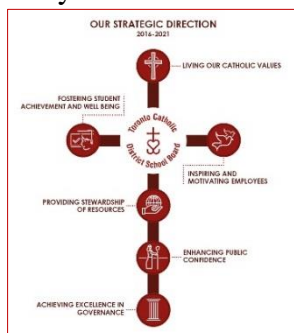 OUR STRATEGIC DIRECTION
2016-2021
LIVING OUR CATHOLIC VALUES
FOSTERING STUDENT
ACHIEVEMENT AND WELL BEING
Toronto Catholic
District School Board
INSPIRING AND
MOTIVATING EMPLOYEES
PROVIDING STEWARDSHIP
OF RESOURCES
ENHANCING PUBLIC
CONFIDENCE
ACHIEVING EXCELLENCE IN
GOVERNANCE